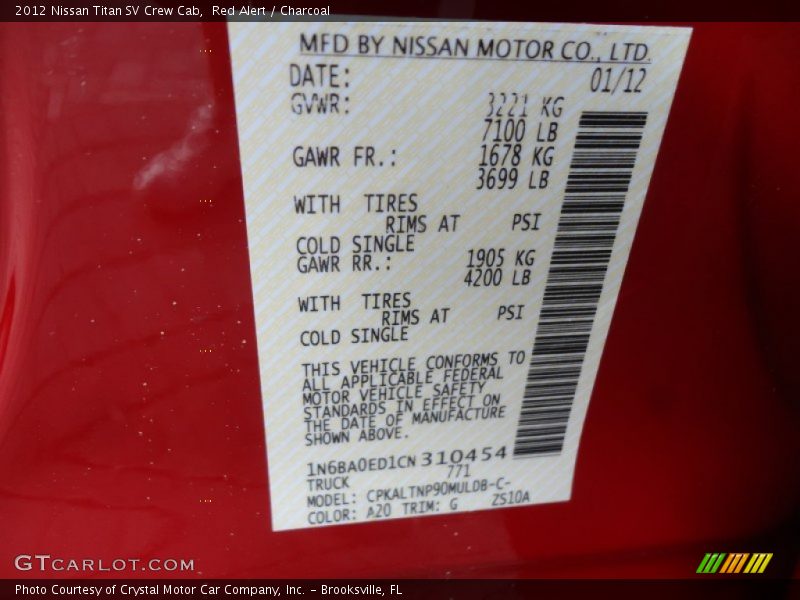 2012 Nissan Titan SV Crew Cab,  Red Alert / Charcoal
MFD BY NISSAN MOTOR CO., LTD.
DATE: 01/12
GVWR: 3221 KG
7100 LB
GAWR FR.: 1678 KG
3699 LB
WITH TIRES
RIMS AT PSI
COLD SINGLE
GAWR RR.: 1905 KG
4200 LB
WITH TIRES
RIMS AT PSI
COLD SINGLE
THIS VEHICLE CONFORMS TO
ALL APPLICABLE FEDERAL
MOTOR VEHICLE SAFETY
STANDARDS IN EFFECT ON
THE DATE OF MANUFACTURE
SHOWN ABOVE.
1N6BA0ED1CN 310454
TRUCK 771
MODEL: CPKALTNP90MULDB-C-
COLOR: A20 TRIM: G ZS10A
GTCARLOT.COM
Photo Courtesy of Crystal Motor Car Company, Inc. - Brooksville, FL